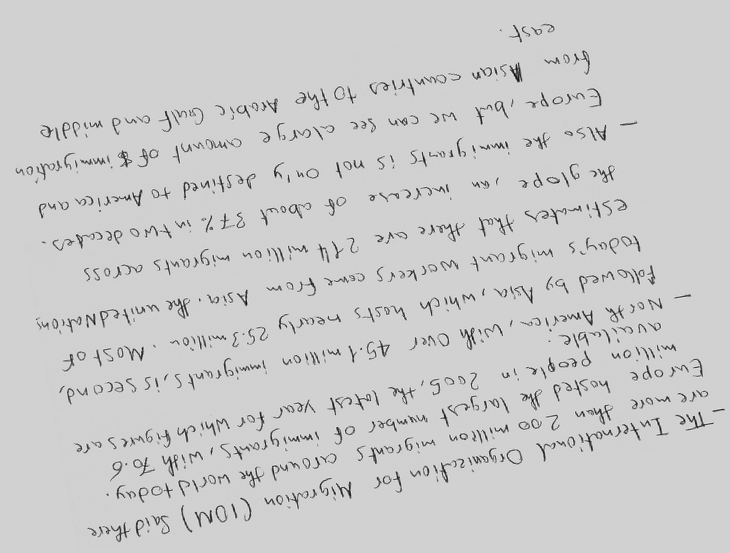 - The International Organization for Migration (IOM) said there
are more then 200 million migrants around the world today.
Europe hosted the largest number of immigrants, with 70.6
million people in 2005, the latest year for which figures are
available.
- North America, with over 45.1 million immigrants, is second,
followed by Asia, which hosts nearly 25.3 million. Most of
today's migrant workers come from Asia. the united Nations
estimates that there are 214 million migrants across
the glope, an increase of about 37% in two decades.
- Also the immigrants is not only destined to America and
Europe, but we can see alarge amount of immigration
from Asian countries to the Arabic Gulf and middle
east.